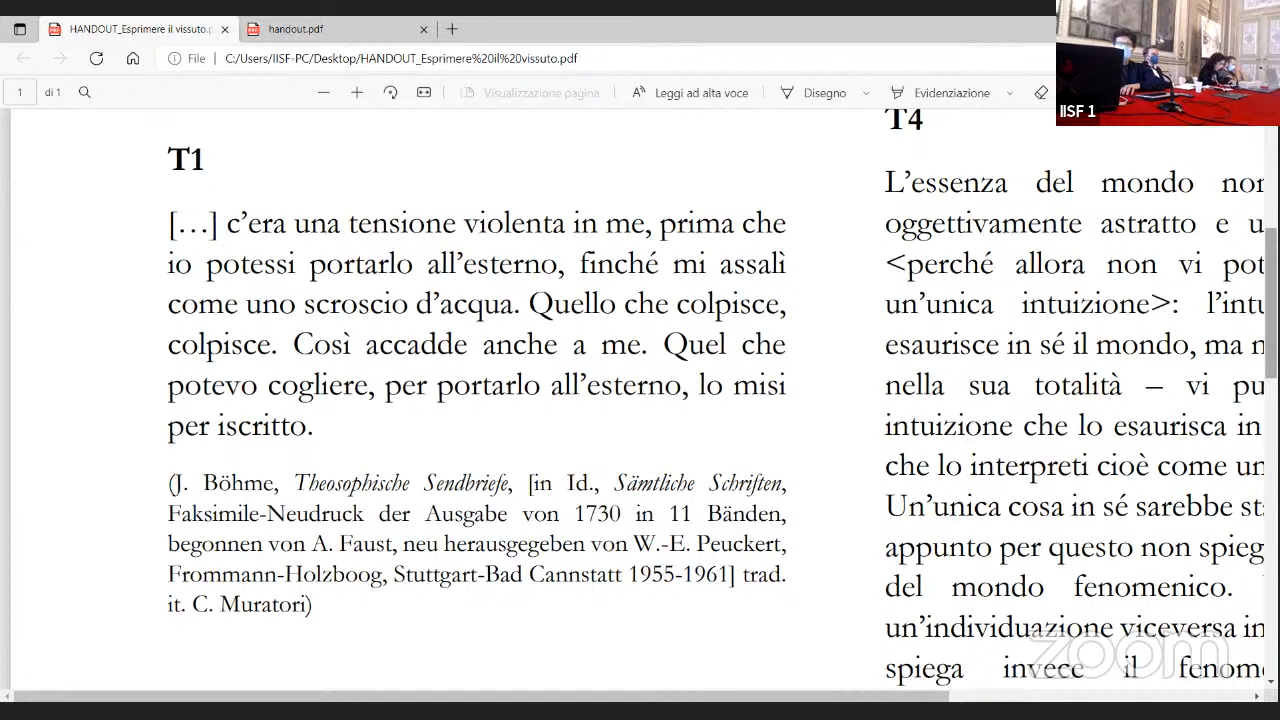 HANDOUT_Esprimere il vissuto.p
handout.pdf
File
C:/Users/IISF-PC/Desktop/HANDOUT_Esprimere%20il%20vissuto.pdf
1
di 1
Visualizzazione pagina
Leggi ad alta voce
Disegno
Evidenziazione
IISF 1
T1
[…] c’era una tensione violenta in me, prima che
io potessi portarlo all’esterno, finché mi assalì
come uno scroscio d’acqua. Quello che colpisce,
colpisce. Così accadde anche a me. Quel che
potevo cogliere, per portarlo all’esterno, lo misi
per iscritto.
(J. Böhme, Theosophische Sendbriefe, [in Id., Sämtliche Schriften,
Faksimile-Neudruck der Ausgabe von 1730 in 11 Bänden,
begonnen von A. Faust, neu herausgegeben von W.-E. Peuckert,
Frommann-Holzboog, Stuttgart-Bad Cannstatt 1955-1961] trad.
it. C. Muratori)
T4
L’essenza del mondo non
oggettivamente astratto e u
<perché allora non vi pot
un’unica intuizione>: l’intu
esaurisce in sé il mondo, ma n
nella sua totalità – vi pu
intuizione che lo esaurisca in
che lo interpreti cioè come un
Un’unica cosa in sé sarebbe sta
appunto per questo non spieg
del mondo fenomenico.
un’individuazione viceversa in
spiega invece il fenome
zoom